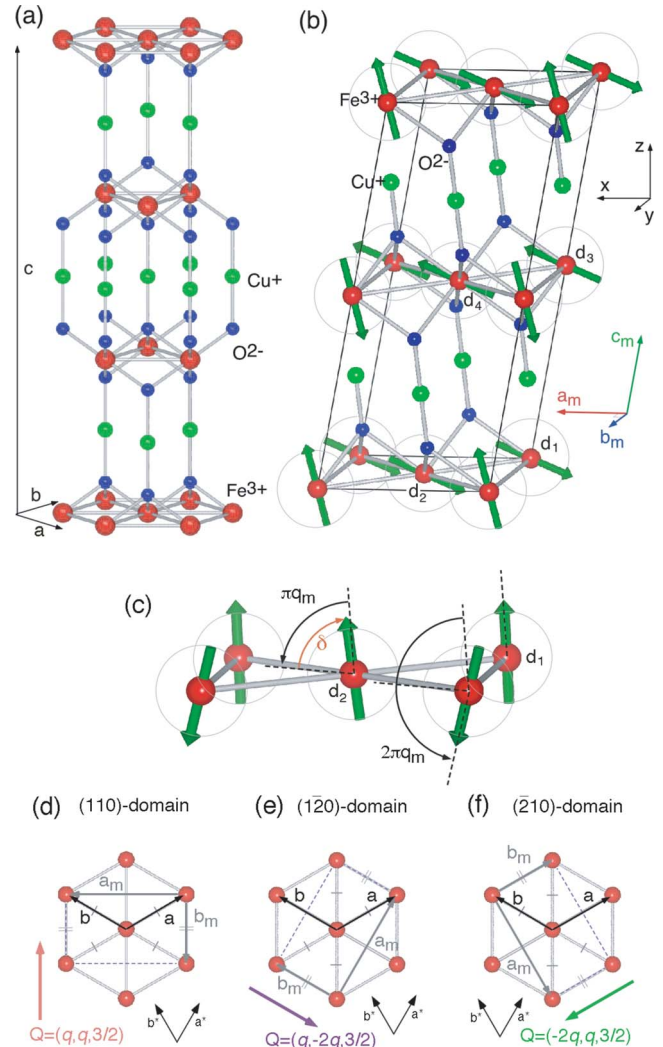 (a)
c
Cu+
O2-
Fe3+
b
a
(b)
Fe3+
O2-
Cu+
z
x
y
d3
d4
cm
am
bm
d1
d2
(c)
πqm
δ
d1
d2
2πqm
(d) (110)-domain
am
b
a
bm
b*
a*
Q=(q,q,3/2)
(e) (1̄20)-domain
b
a
am
bm
b*
a*
Q=(q,-2q,3/2)
(f) (2̄10)-domain
bm
b
a
am
b*
a*
Q=(-2q,q,3/2)